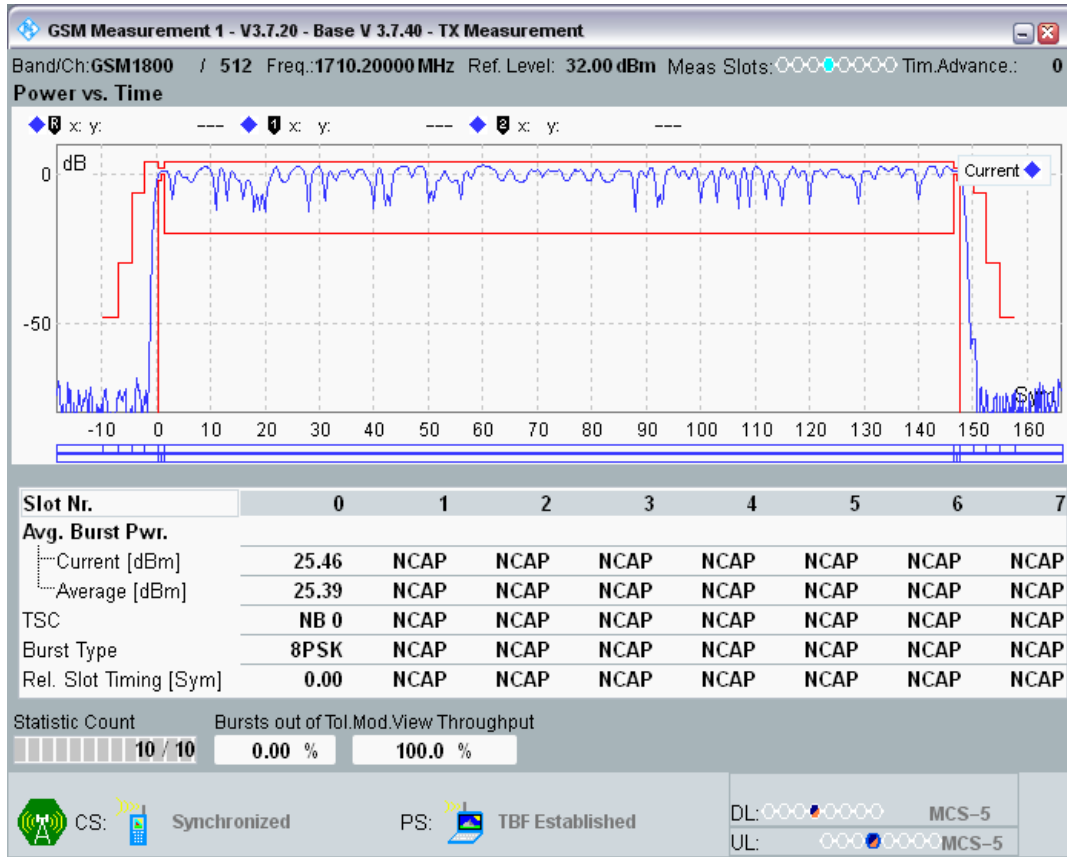 GSM Measurement 1 - V3.7.20 - Base V 3.7.40 - TX Measurement
Band/Ch:GSM1800 / 512 Freq.:1710.20000 MHz Ref. Level: 32.00 dBm Meas Slots: Tim.Advance.: 0
Power vs. Time
R x: y: --- 1 x: y: --- 2 x: y: ---
dB
Current
0
-50
Symb
-10 0 10 20 30 40 50 60 70 80 90 100 110 120 130 140 150 160
Slot Nr. 0 1 2 3 4 5 6 7
Avg. Burst Pwr.
Current [dBm] 25.46 NCAP NCAP NCAP NCAP NCAP NCAP NCAP
Average [dBm] 25.39 NCAP NCAP NCAP NCAP NCAP NCAP NCAP
TSC NB 0 NCAP NCAP NCAP NCAP NCAP NCAP NCAP
Burst Type 8PSK NCAP NCAP NCAP NCAP NCAP NCAP NCAP
Rel. Slot Timing [Sym] 0.00 NCAP NCAP NCAP NCAP NCAP NCAP NCAP
Statistic Count Bursts out of Tol. Mod.View Throughput
10 / 10 0.00 % 100.0 %
CS: Synchronized PS: TBF Established
DL: MCS-5
UL: MCS-5